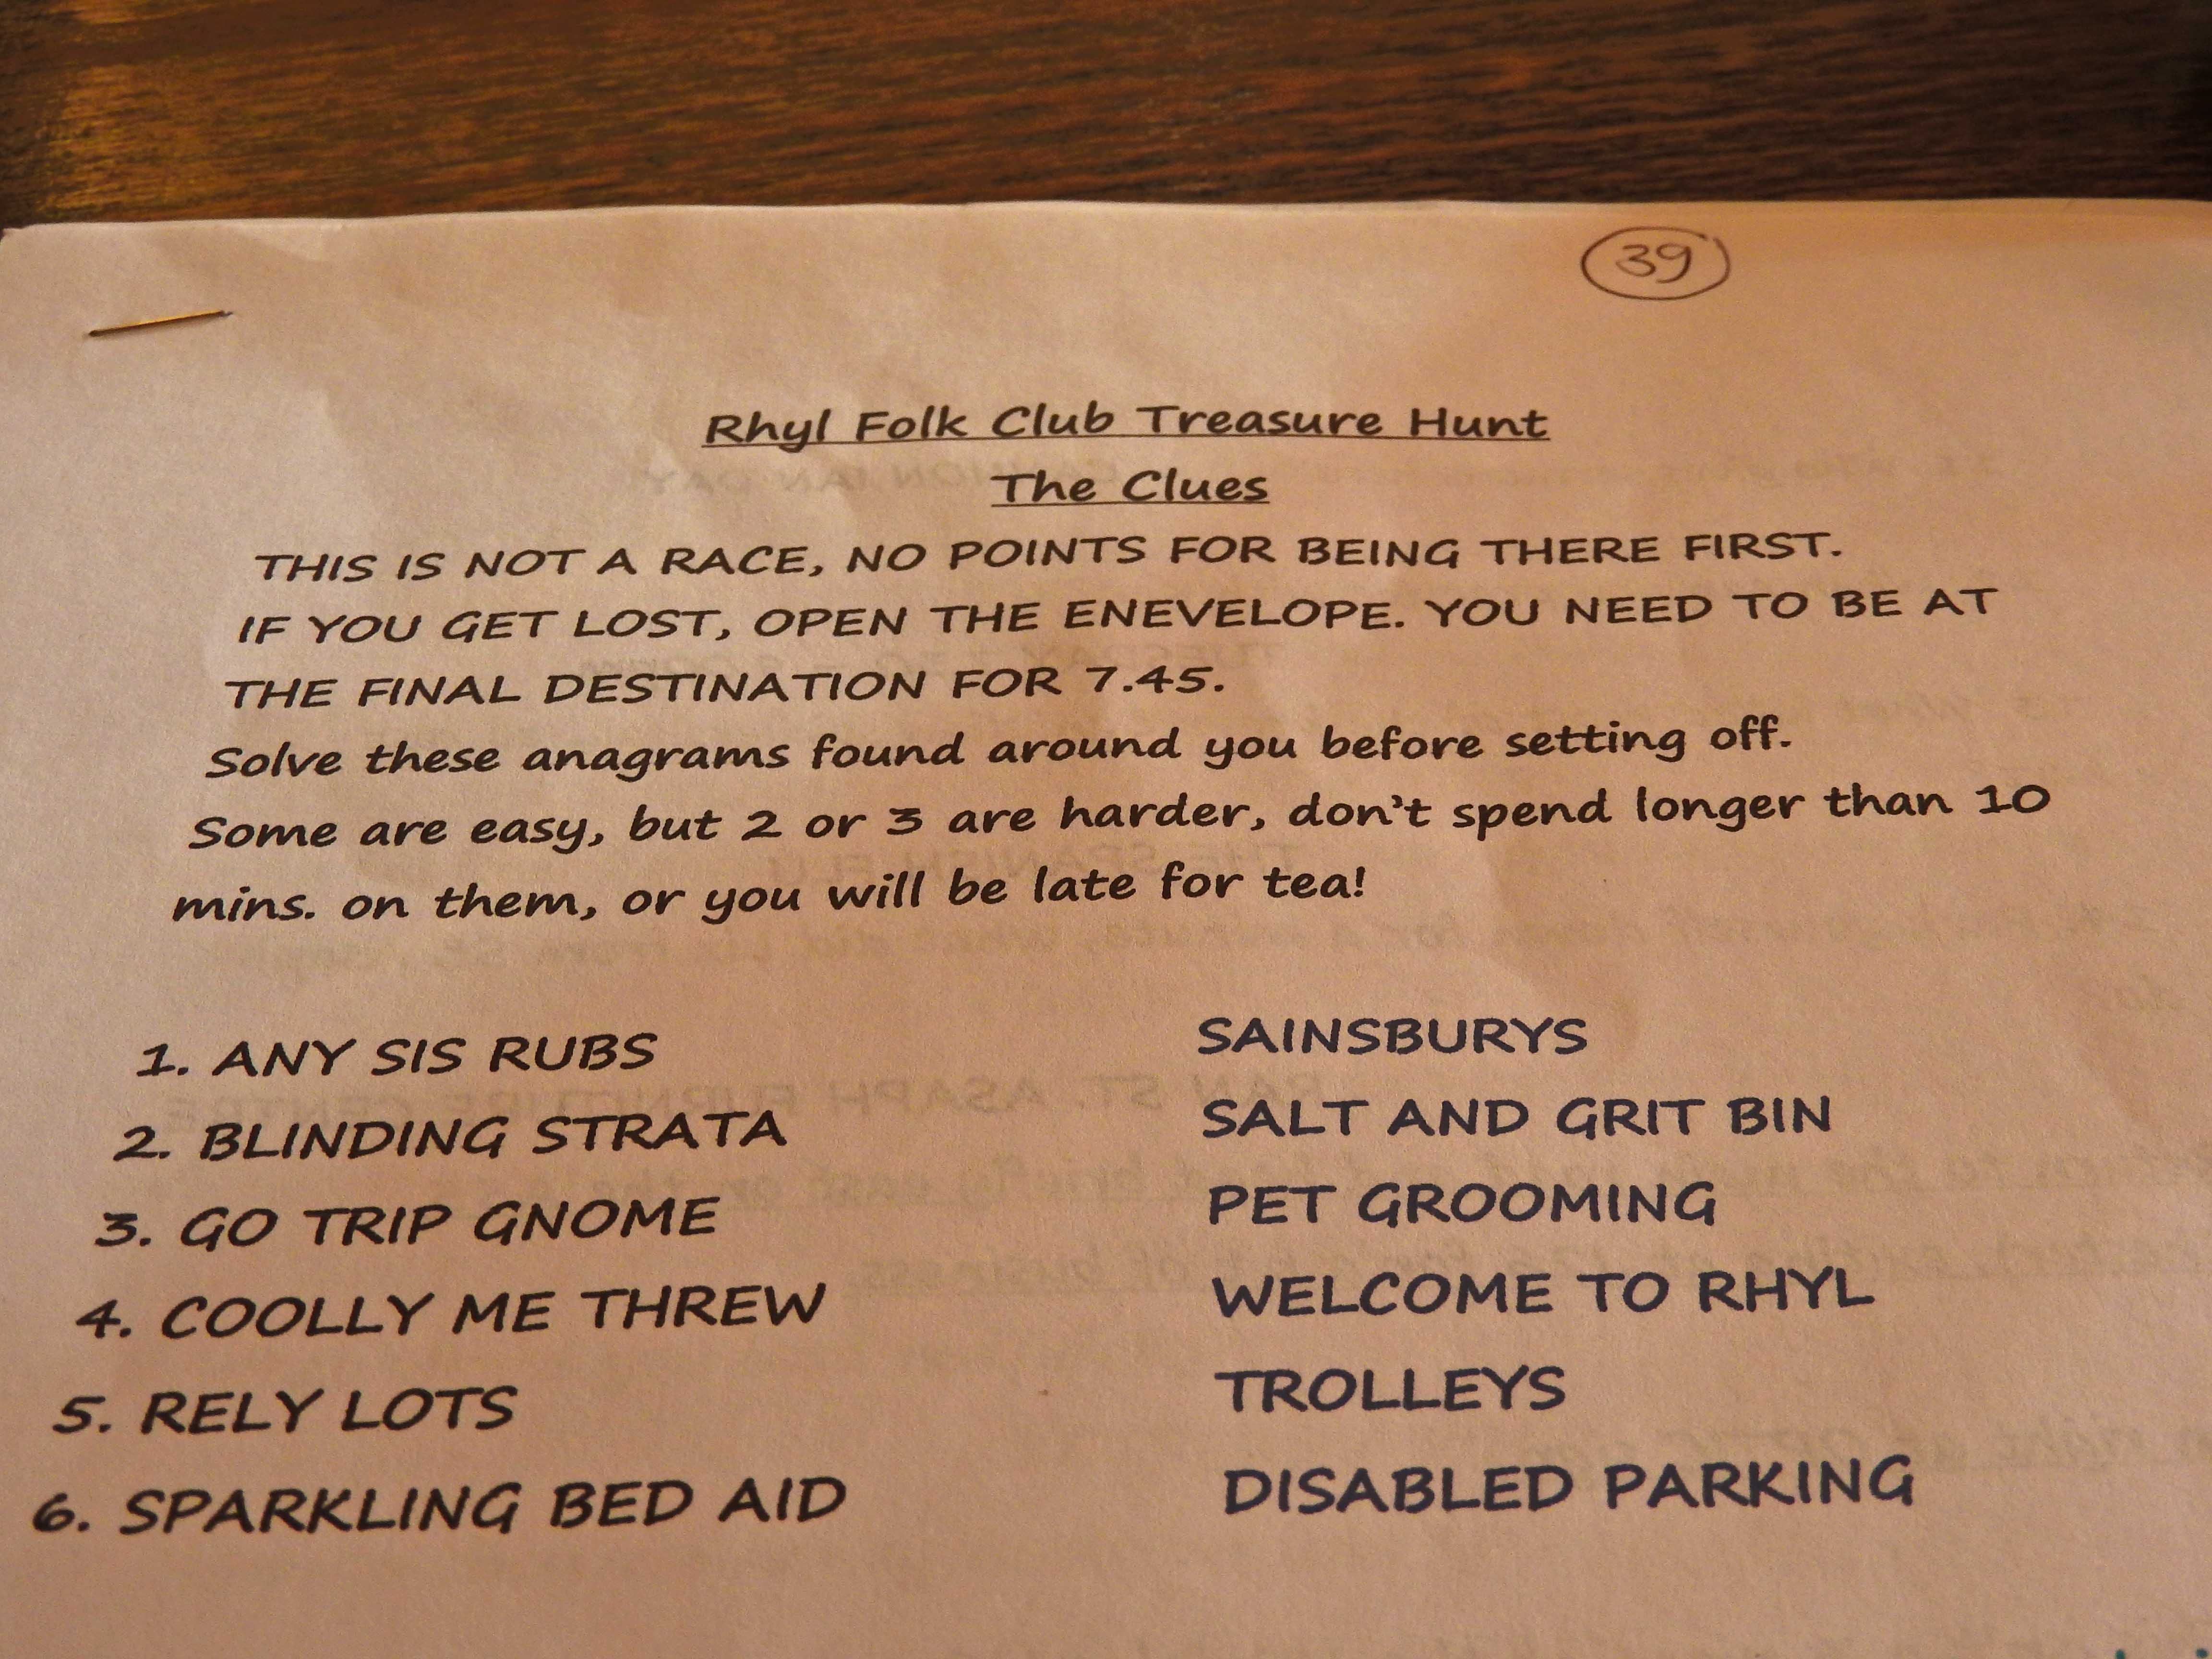 39
Rhyl Folk Club Treasure Hunt
The Clues
THIS IS NOT A RACE, NO POINTS FOR BEING THERE FIRST.
IF YOU GET LOST, OPEN THE ENEVELOPE. YOU NEED TO BE AT
THE FINAL DESTINATION FOR 7.45.
Solve these anagrams found around you before setting off.
Some are easy, but 2 or 3 are harder, don't spend longer than 10
mins. on them, or you will be late for tea!
1. ANY SIS RUBS SAINSBURYS
2. BLINDING STRATA SALT AND GRIT BIN
3. GO TRIP GNOME PET GROOMING
4. COOLLY ME THREW WELCOME TO RHYL
5. RELY LOTS TROLLEYS
6. SPARKLING BED AID DISABLED PARKING